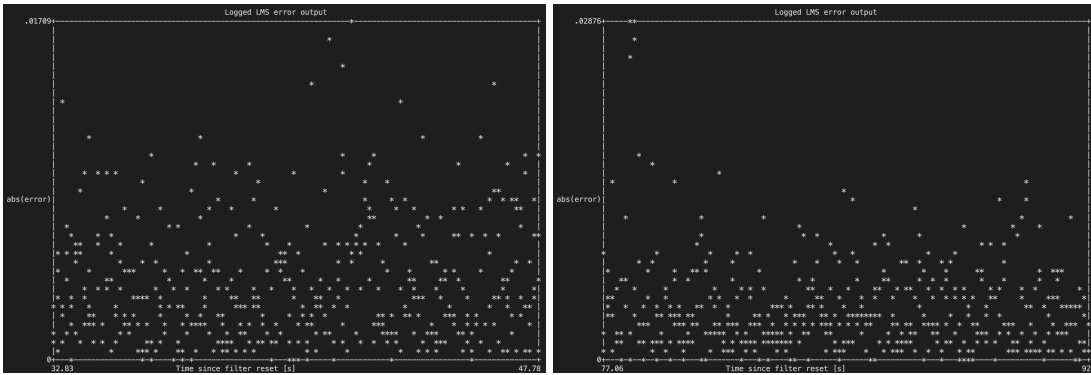 Logged LMS error output
.01709
abs(error)
0
32.83
Time since filter reset [s]
47.78
Logged LMS error output
.02876
abs(error)
0
77.06
Time since filter reset [s]